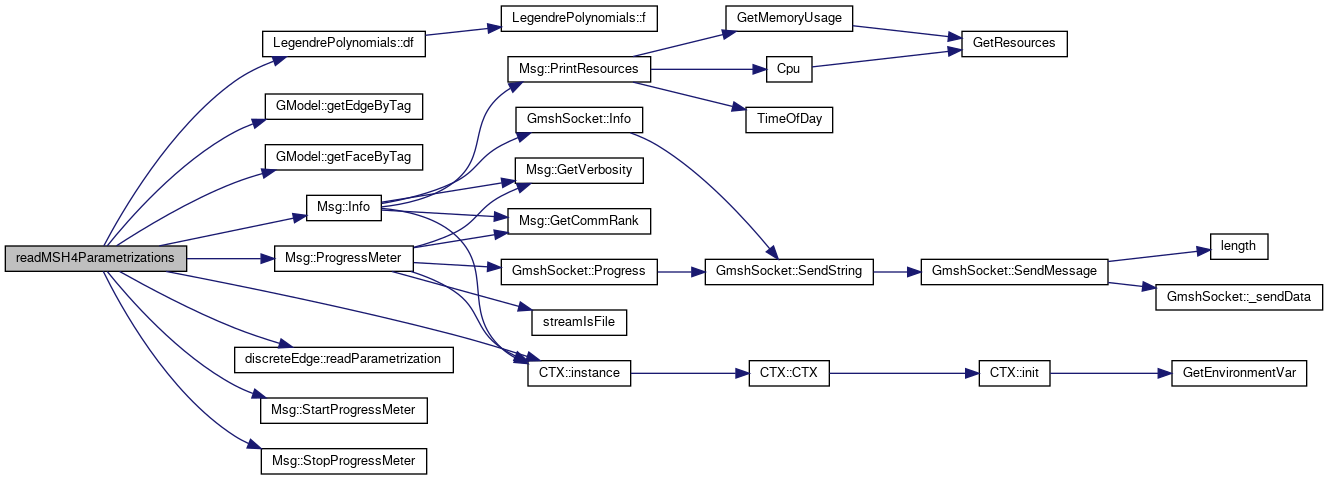 LegendrePolynomials::f
GetMemoryUsage
LegendrePolynomials::df
GetResources
Msg::PrintResources
Cpu
GModel::getEdgeByTag
GmshSocket::Info
TimeOfDay
GModel::getFaceByTag
Msg::GetVerbosity
Msg::Info
Msg::GetCommRank
length
readMSH4Parametrizations
Msg::ProgressMeter
GmshSocket::Progress
GmshSocket::SendString
GmshSocket::SendMessage
GmshSocket::_sendData
streamIsFile
discreteEdge::readParametrization
CTX::instance
CTX::CTX
CTX::init
GetEnvironmentVar
Msg::StartProgressMeter
Msg::StopProgressMeter